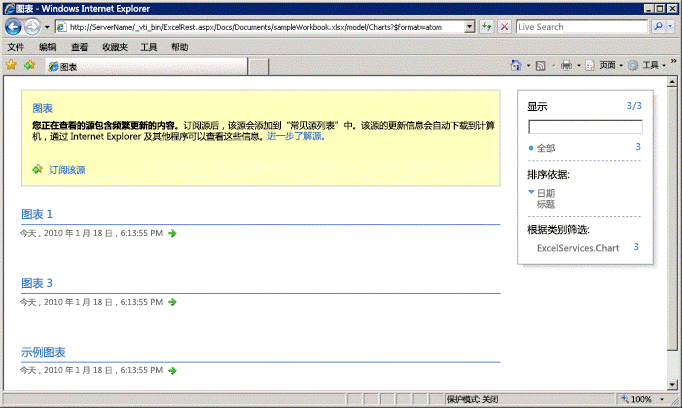 图表 - Windows Internet Explorer
http://ServerName/_vti_bin/ExcelRest.aspx/Docs/Documents/sampleWorkbook.xlsx/model/Charts?$format=atom
Live Search
文件 编辑 查看 收藏夹 工具 帮助
图表
页面 工具
图表
您正在查看的源包含频繁更新的内容。订阅源后，该源会添加到“常见源列表”中。该源的更新信息会自动下载到计算
机，通过 Internet Explorer 及其他程序可以查看这些信息。进一步了解源。
订阅该源
图表 1
今天，2010 年 1 月 18 日，6:13:55 PM
图表 3
今天，2010 年 1 月 18 日，6:13:55 PM
示例图表
今天，2010 年 1 月 18 日，6:13:55 PM
显示 3/3
全部 3
排序依据:
日期
标题
根据类别筛选:
ExcelServices.Chart 3
保护模式: 关闭
100%